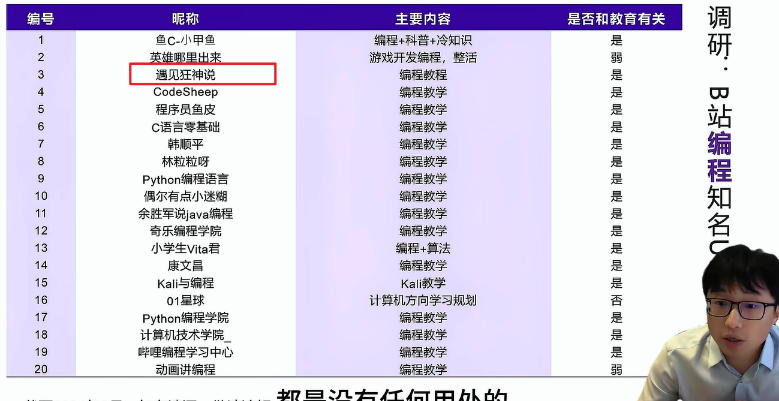 编号 昵称 主要内容 是否和教育有关
1 鱼C-小甲鱼 编程+科普+冷知识 是
2 英雄哪里出来 游戏开发编程，整活 弱
3 遇见狂神说 编程教程 是
4 CodeSheep 编程教学 是
5 程序员鱼皮 编程教学 是
6 C语言零基础 编程教学 是
7 韩顺平 编程教学 是
8 林粒粒呀 编程教学 是
9 Python编程语言 编程教学 是
10 偶尔有点小迷糊 编程教学 是
11 余胜军说java编程 编程教学 是
12 奇乐编程学院 编程教学 是
13 小学生Vita君 编程+算法 是
14 康文昌 编程教学 是
15 Kali与编程 Kali教学 是
16 01星球 计算机方向学习规划 否
17 Python编程学院 编程教学 是
18 计算机技术学院_ 编程教学 是
19 哔哩编程学习中心 编程教学 是
20 动画讲编程 编程教学 弱
调研：B站编程知名U
都是没有任何用处的